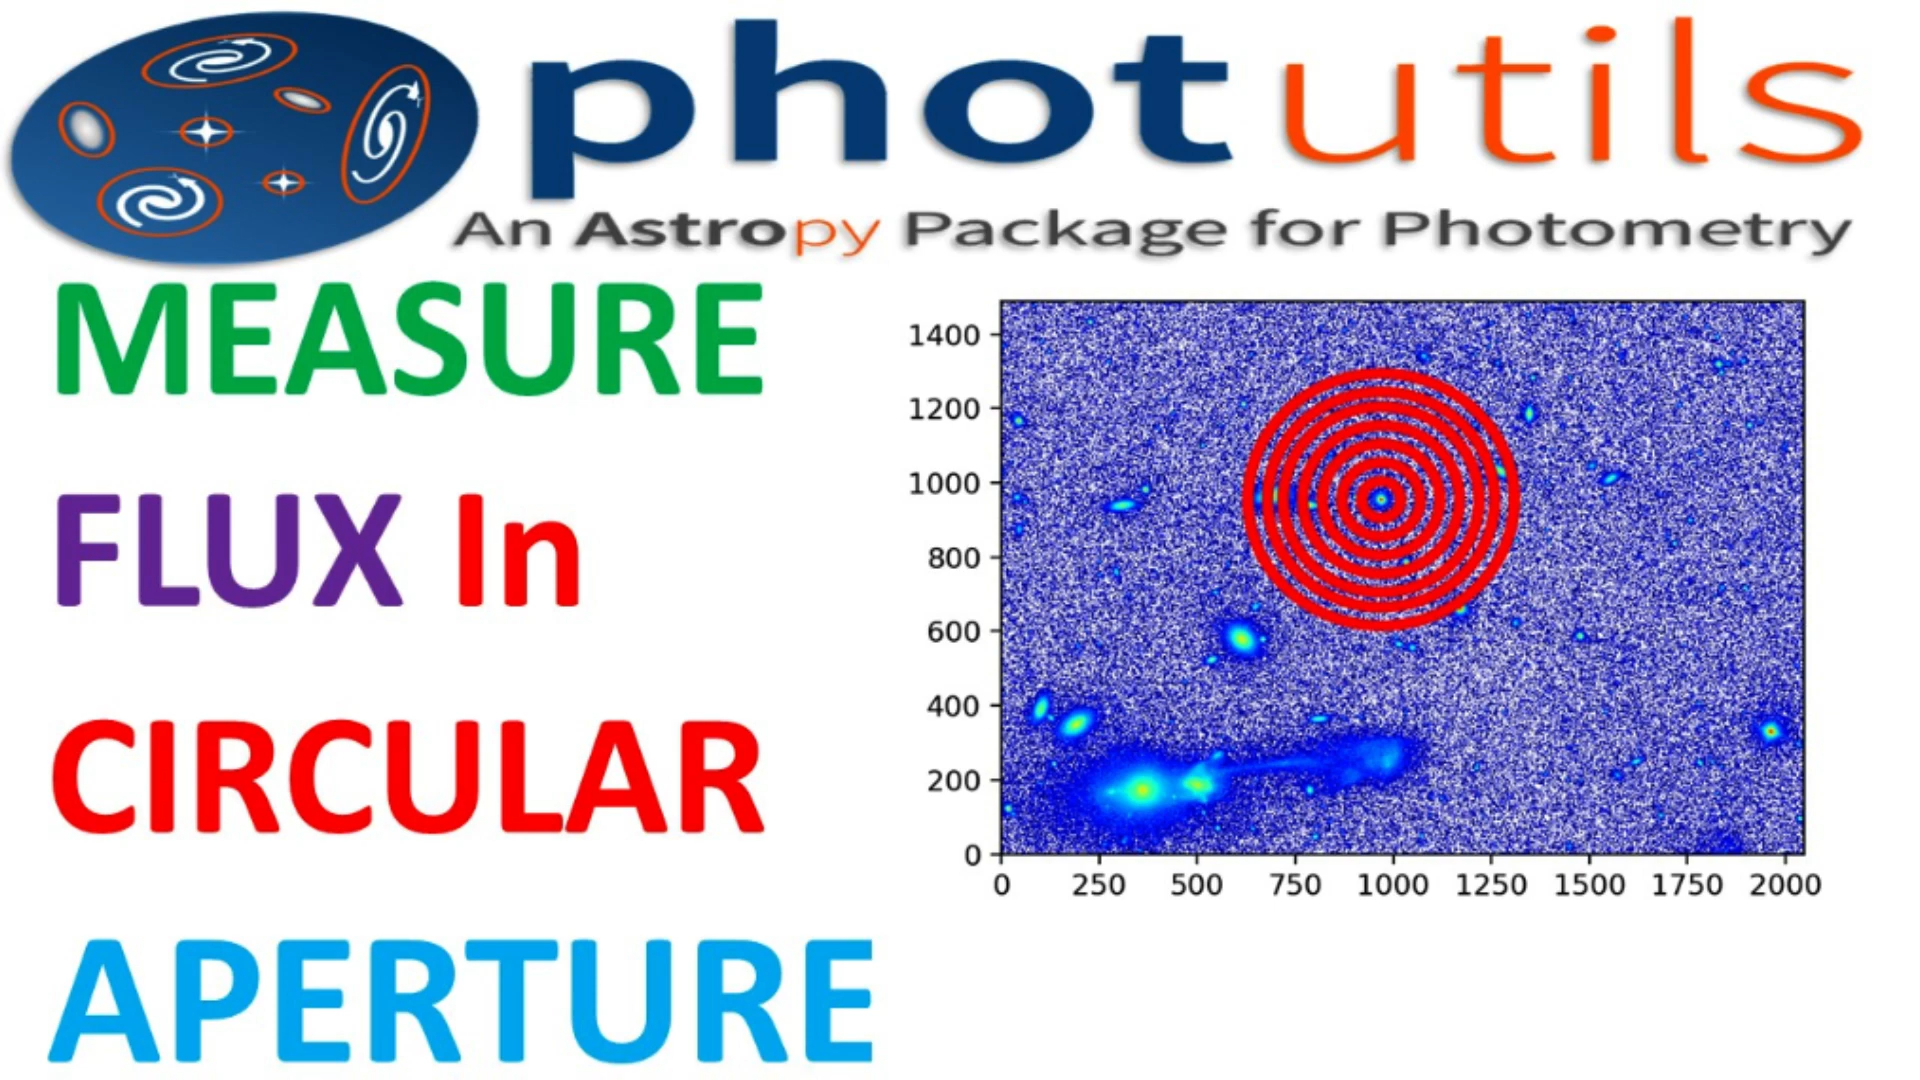 photutils
An Astropy Package for Photometry
MEASURE
FLUX In
CIRCULAR
APERTURE
1400
1200
1000
800
600
400
200
0
0 250 500 750 1000 1250 1500 1750 2000